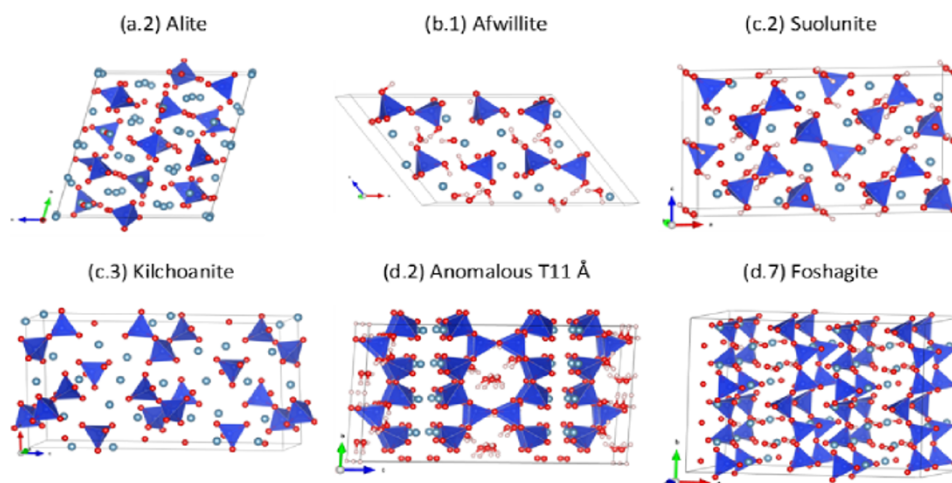 (a.2) Alite
(b.1) Afwillite
(c.2) Suolunite
(c.3) Kilchoanite
(d.2) Anomalous T11 Å
(d.7) Foshagite